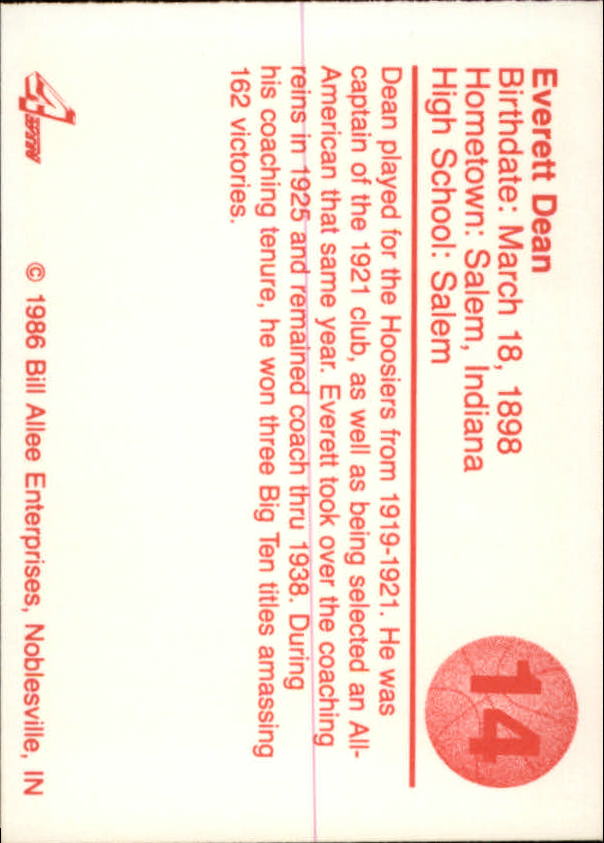 Everett Dean
Birthdate: March 18, 1898
Hometown: Salem, Indiana
High School: Salem
14
Dean played for the Hoosiers from 1919-1921. He was
captain of the 1921 club, as well as being selected an All-
American that same year. Everett took over the coaching
reins in 1925 and remained coach thru 1938. During
his coaching tenure, he won three Big Ten titles amassing
162 victories.
© 1986 Bill Allee Enterprises, Noblesville, IN